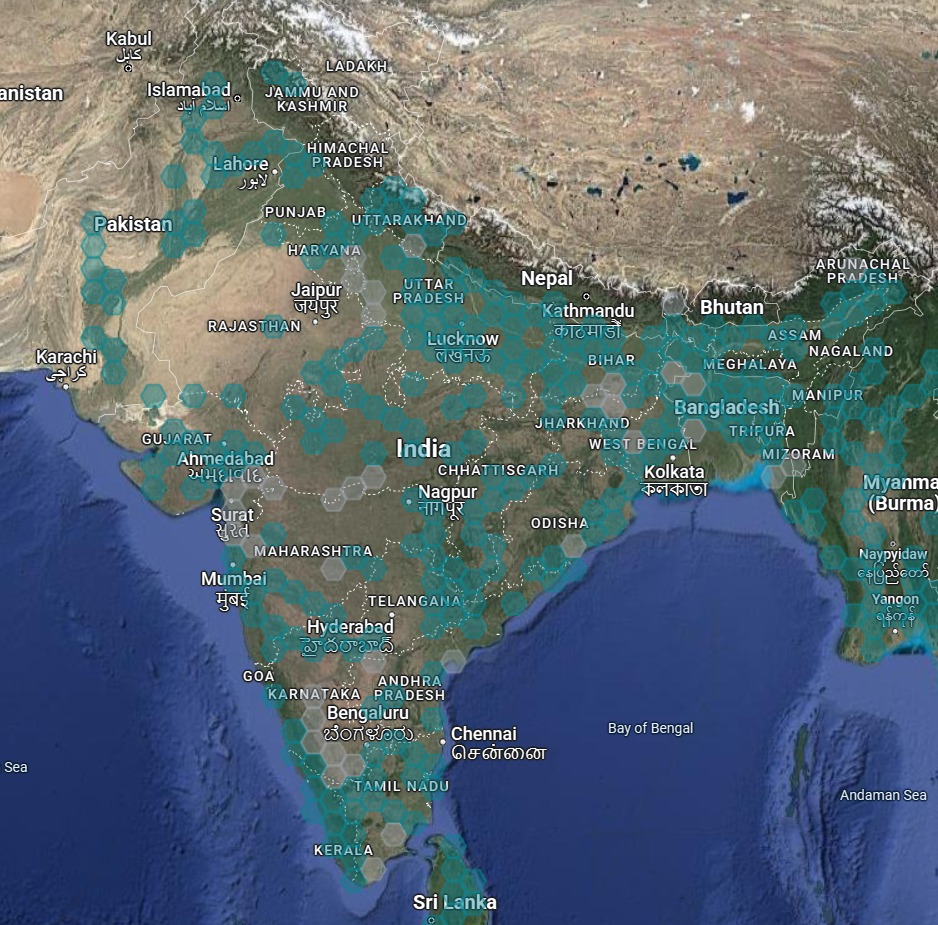 Kabul
کابل
LADAKH
anistan
Islamabad
اسلام آباد
JAMMU AND
KASHMIR
HIMACHAL
PRADESH
Lahore
لاہور
PUNJAB
Pakistan
UTTARAKHAND
HARYANA
ARUNACHAL
PRADESH
Nepal
UTTAR
PRADESH
Jaipur
जयपुर
Kathmandu
काठमाडौं
Bhutan
RAJASTHAN
Lucknow
लखनऊ
ASSAM
NAGALAND
Karachi
کراچی
BIHAR
MEGHALAYA
MANIPUR
Bangladesh
JHARKHAND
TRIPURA
GUJARAT
India
WEST BENGAL
MIZORAM
Ahmedabad
અમદાવાદ
CHHATTISGARH
Kolkata
কলকাতা
Nagpur
नागपूर
Myanma
(Burma)
Surat
સુરત
ODISHA
MAHARASHTRA
Naypyidaw
နေပြည်တော်
Mumbai
मुंबई
TELANGANA
Yangon
ရန်ကုန်
Hyderabad
హైదరాబాద్
GOA
KARNATAKA
ANDHRA
PRADESH
Bengaluru
ಬೆಂಗಳೂರು
Chennai
சென்னை
Bay of Bengal
Sea
TAMIL NADU
Andaman Sea
KERALA
Sri Lanka